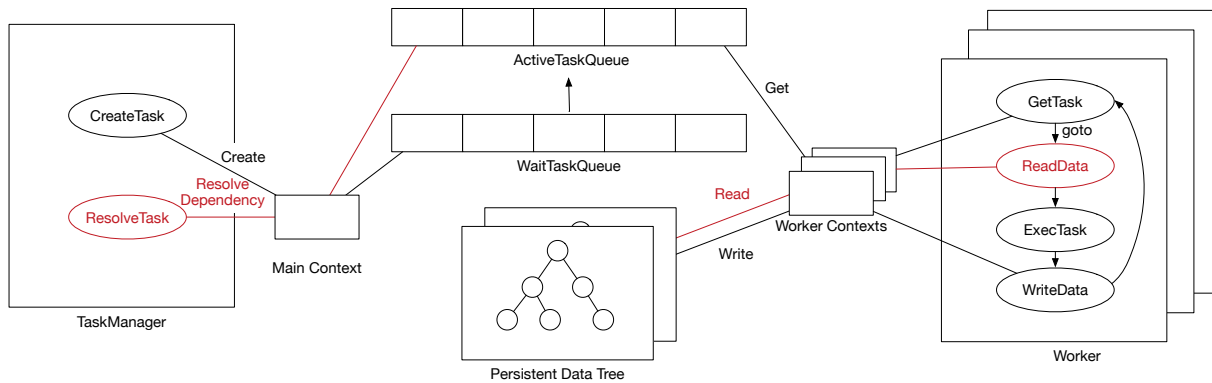 ActiveTaskQueue
Get
CreateTask
GetTask
goto
Create
WaitTaskQueue
ReadData
Resolve
Dependency
Read
ResolveTask
Worker Contexts
ExecTask
Write
Main Context
WriteData
TaskManager
Worker
Persistent Data Tree